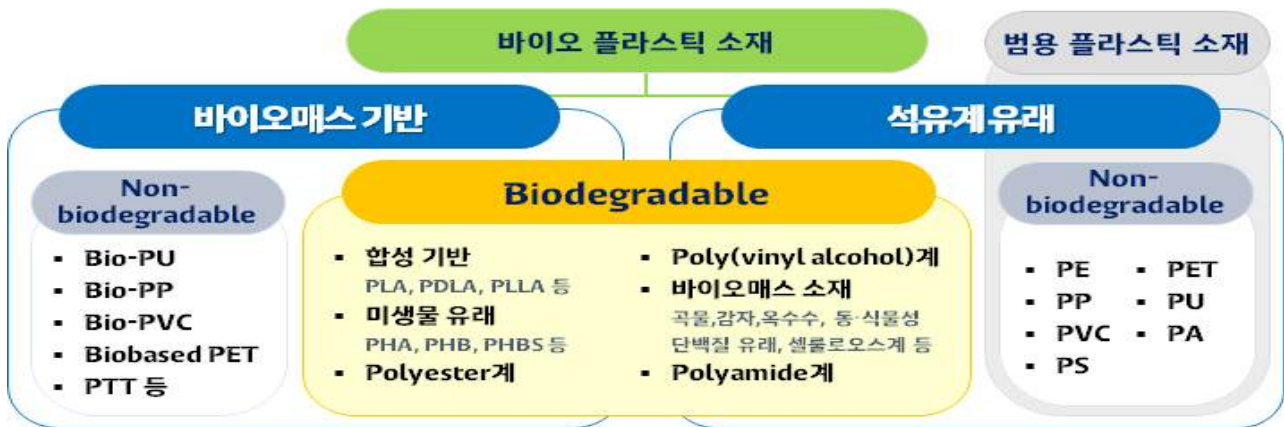 바이오 플라스틱 소재
범용 플라스틱 소재
바이오매스 기반
석유계 유래
Non-
biodegradable
▪ Bio-PU
▪ Bio-PP
▪ Bio-PVC
▪ Biobased PET
▪ PTT 등
Biodegradable
▪ 합성 기반
PLA, PDLA, PLLA 등
▪ 미생물 유래
PHA, PHB, PHBS 등
▪ Polyester계
▪ Poly(vinyl alcohol)계
▪ 바이오매스 소재
곡물,감자,옥수수, 동·식물성
단백질 유래, 셀룰로오스계 등
▪ Polyamide계
Non-
biodegradable
▪ PE ▪ PET
▪ PP ▪ PU
▪ PVC ▪ PA
▪ PS